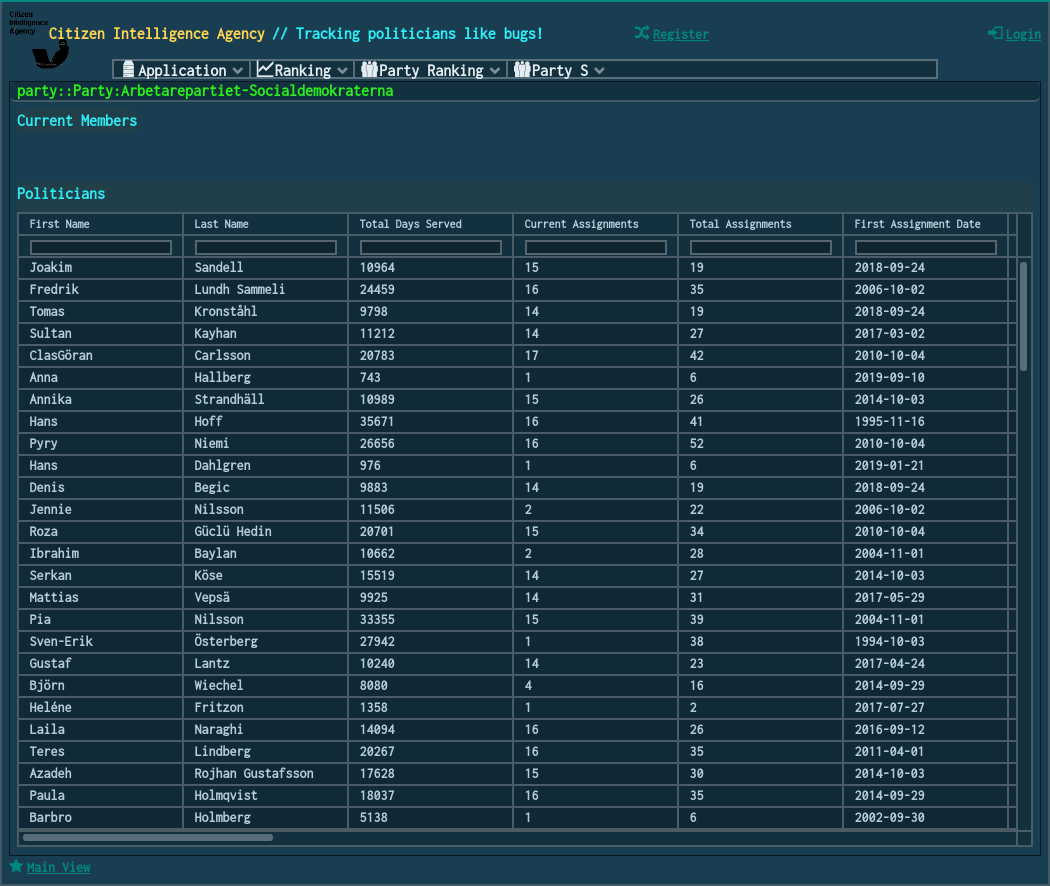 Citizen
Intelligence
Agency
Citizen Intelligence Agency // Tracking politicians like bugs!
Register
Login
Application
Ranking
Party Ranking
Party S
party::Party:Arbetarepartiet-Socialdemokraterna
Current Members
Politicians
First Name Last Name Total Days Served Current Assignments Total Assignments First Assignment Date
Joakim Sandell 10964 15 19 2018-09-24
Fredrik Lundh Sammeli 24459 16 35 2006-10-02
Tomas Kronståhl 9798 14 19 2018-09-24
Sultan Kayhan 11212 14 27 2017-03-02
ClasGöran Carlsson 20783 17 42 2010-10-04
Anna Hallberg 743 1 6 2019-09-10
Annika Strandhäll 10989 15 26 2014-10-03
Hans Hoff 35671 16 41 1995-11-16
Pyry Niemi 26656 16 52 2010-10-04
Hans Dahlgren 976 1 6 2019-01-21
Denis Begic 9883 14 19 2018-09-24
Jennie Nilsson 11506 2 22 2006-10-02
Roza Güclü Hedin 20701 15 34 2010-10-04
Ibrahim Baylan 10662 2 28 2004-11-01
Serkan Köse 15519 14 27 2014-10-03
Mattias Vepsä 9925 14 31 2017-05-29
Pia Nilsson 33355 15 39 2004-11-01
Sven-Erik Österberg 27942 1 38 1994-10-03
Gustaf Lantz 10240 14 23 2017-04-24
Björn Wiechel 8080 4 16 2014-09-29
Heléne Fritzon 1358 1 2 2017-07-27
Laila Naraghi 14094 16 26 2016-09-12
Teres Lindberg 20267 16 35 2011-04-01
Azadeh Rojhan Gustafsson 17628 15 30 2014-10-03
Paula Holmqvist 18037 16 35 2014-09-29
Barbro Holmberg 5138 1 6 2002-09-30
Main View